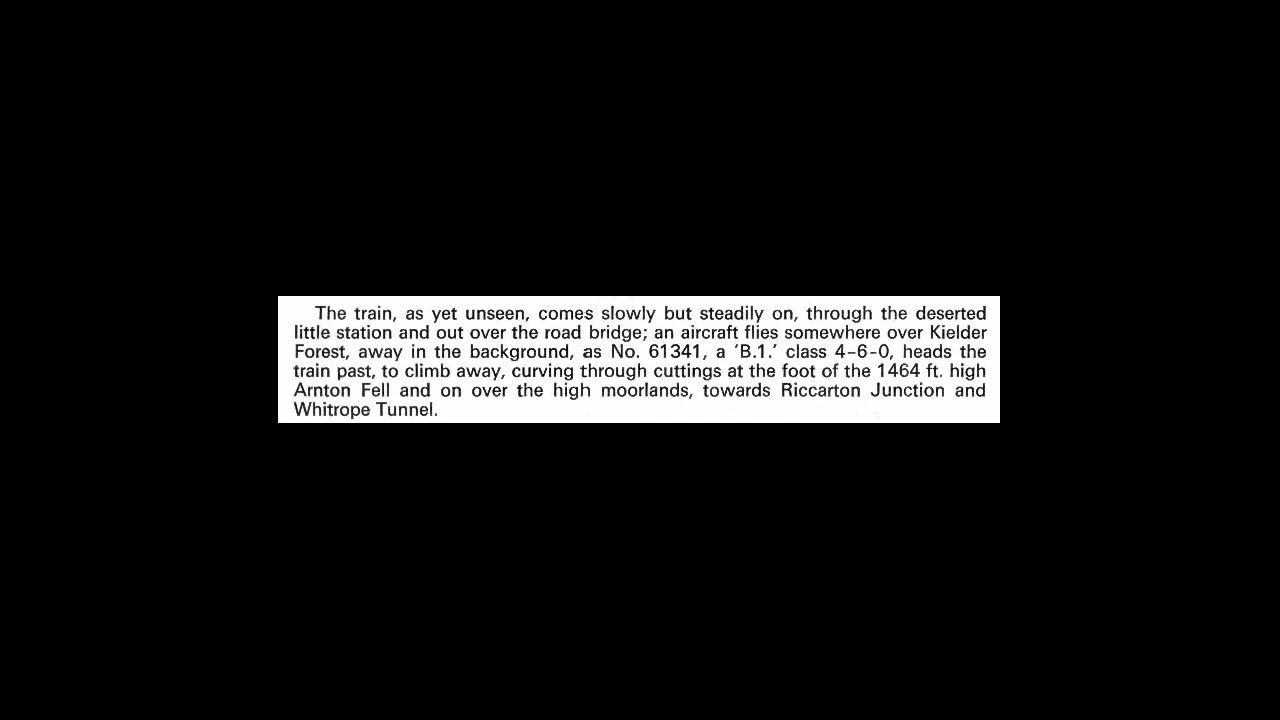 The train, as yet unseen, comes slowly but steadily on, through the deserted
little station and out over the road bridge; an aircraft flies somewhere over Kielder
Forest, away in the background, as No. 61341, a 'B.1.' class 4-6-0, heads the
train past, to climb away, curving through cuttings at the foot of the 1464 ft. high
Arnton Fell and on over the high moorlands, towards Riccarton Junction and
Whitrope Tunnel.